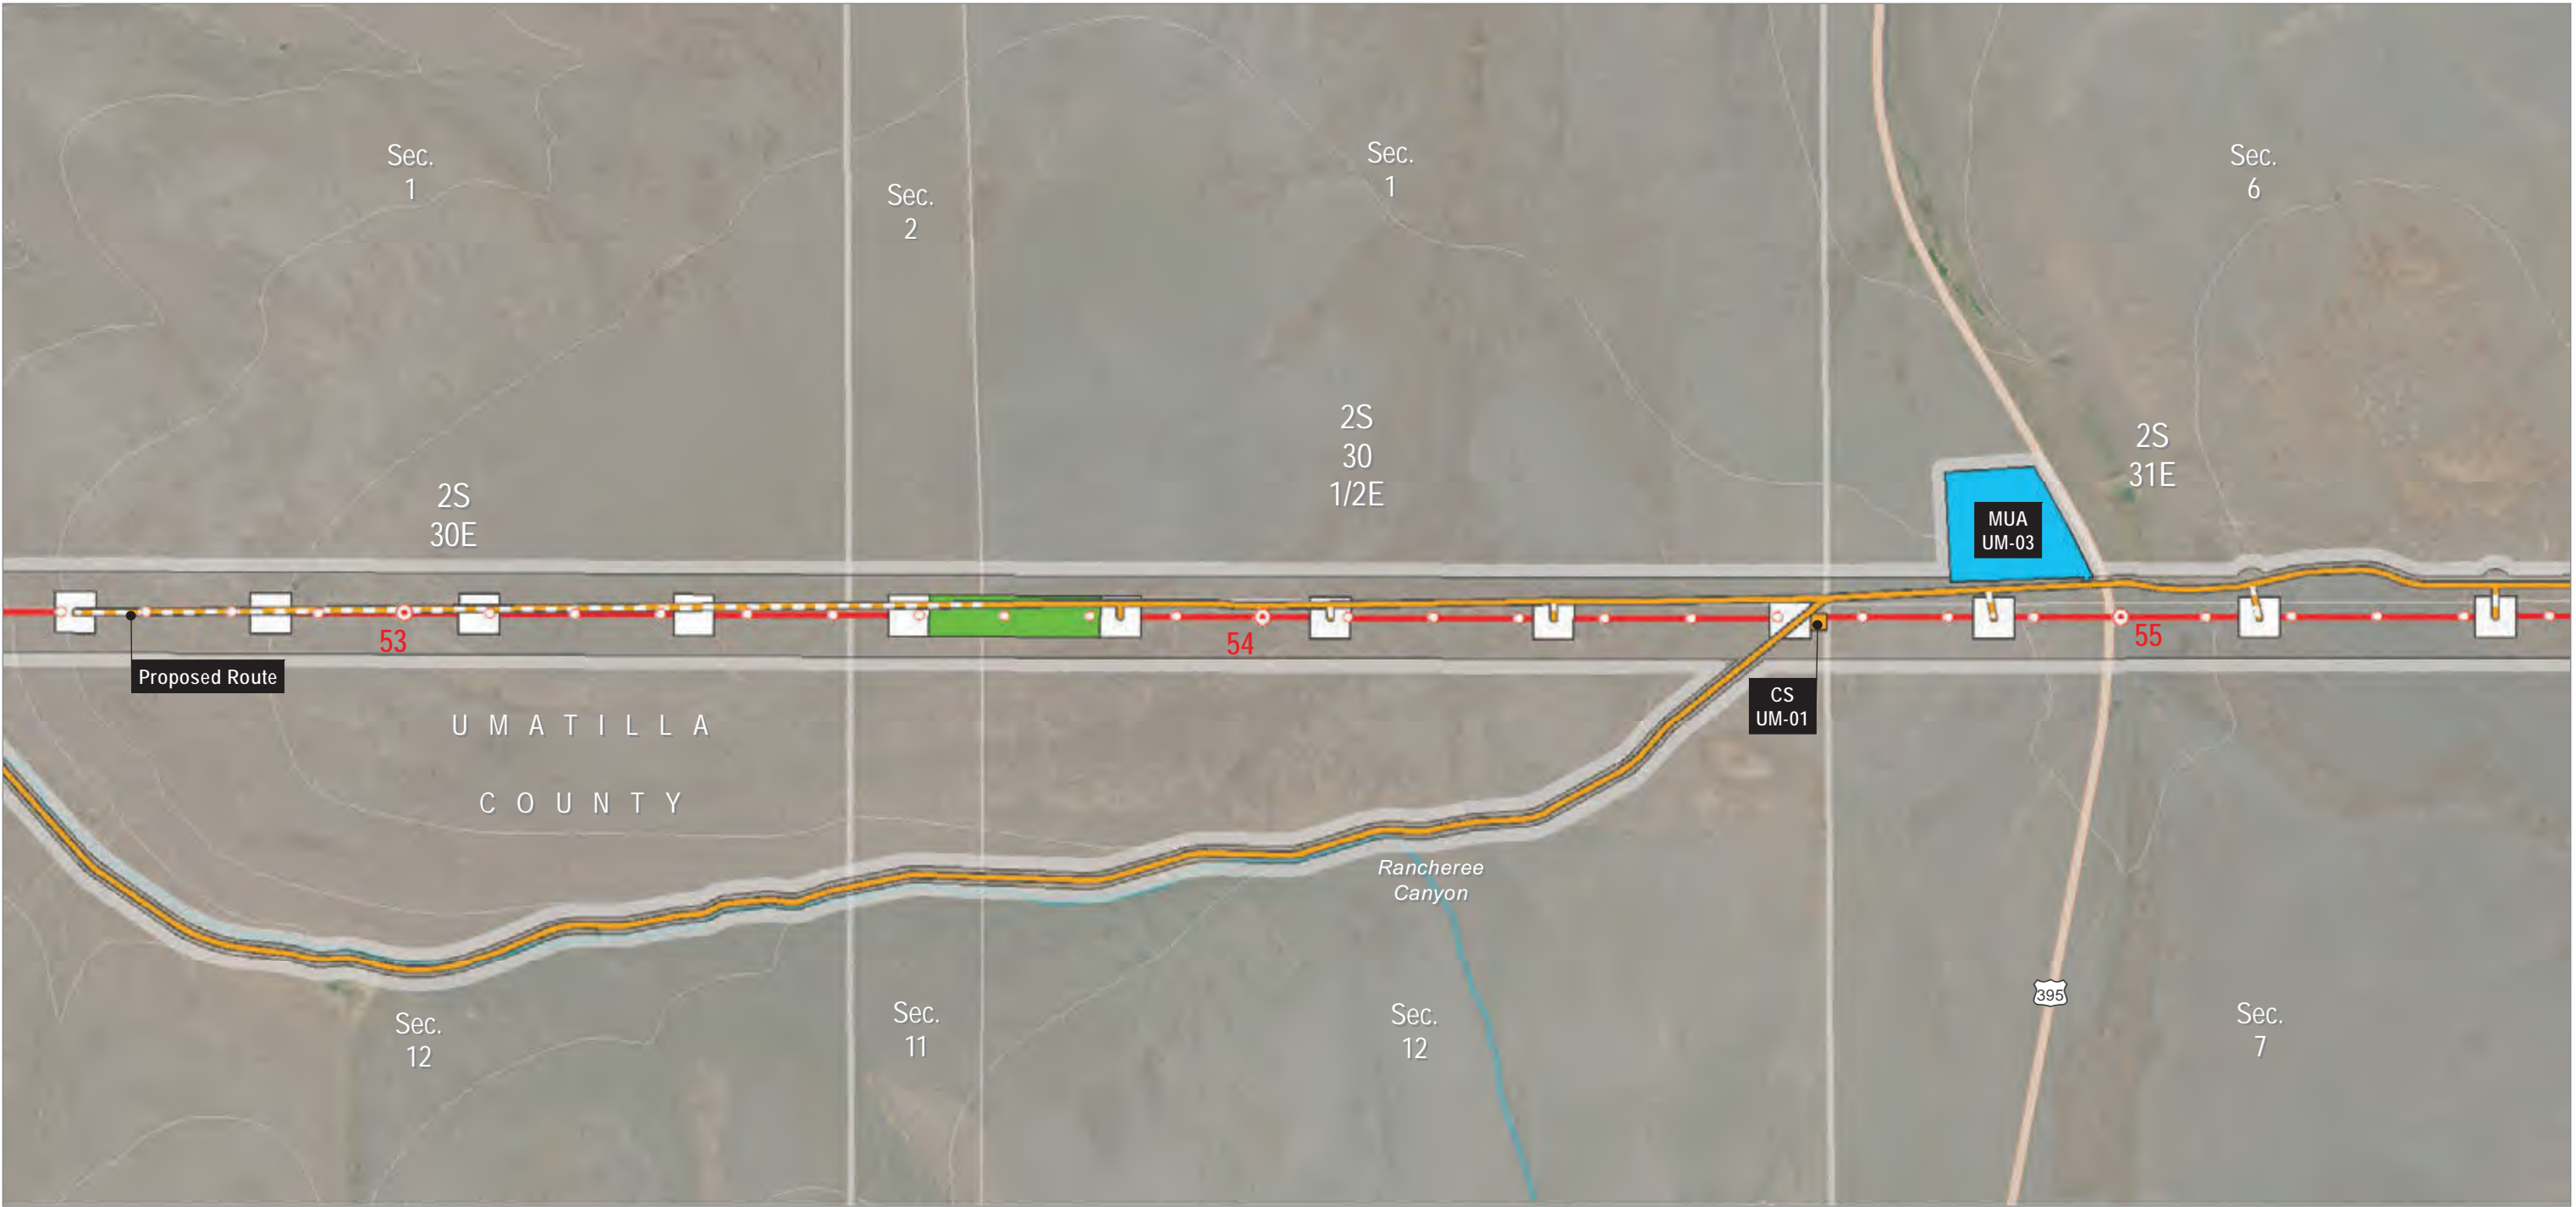 Sec.
1
Sec.
2
Sec.
1
Sec.
6
2S
30E
2S
30
1/2E
2S
31E
MUA
UM-03
53
54
55
Proposed Route
CS
UM-01
UMATILLA
COUNTY
Rancheree
Canyon
395
Sec.
12
Sec.
11
Sec.
12
Sec.
7